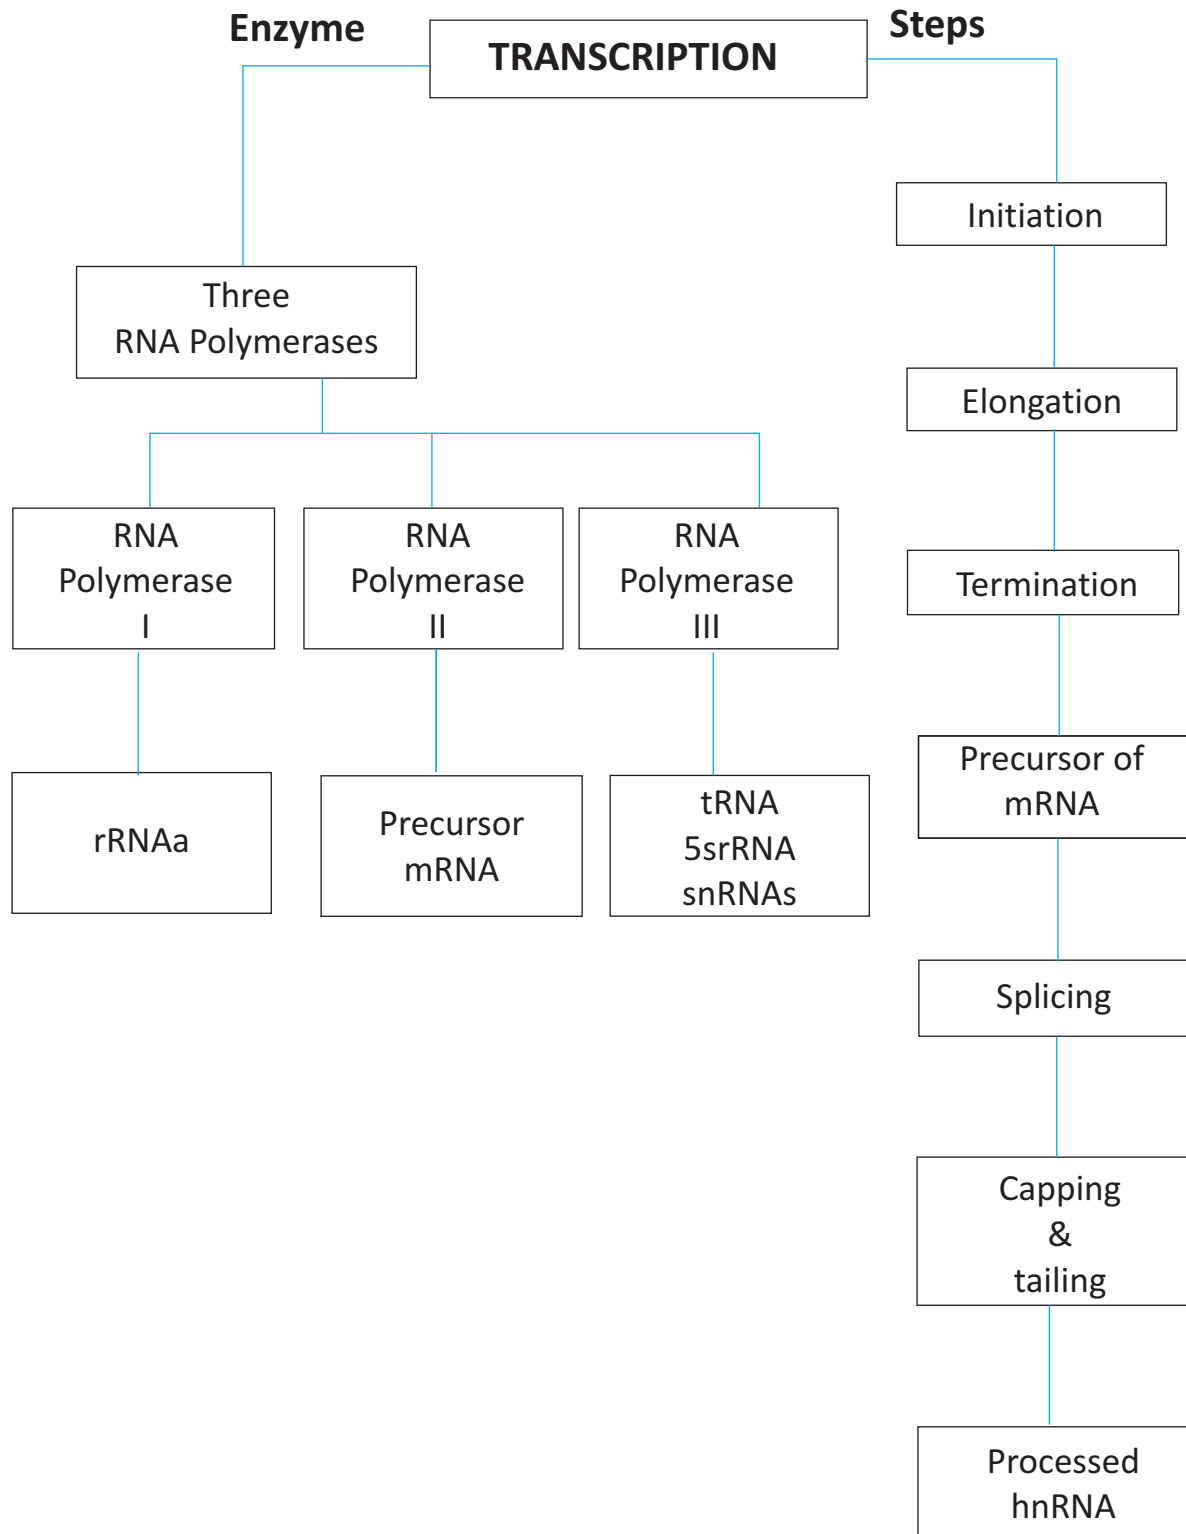 Enzyme
TRANSCRIPTION
Steps
Three
RNA Polymerases
RNA
Polymerase
I
RNA
Polymerase
II
RNA
Polymerase
III
rRNAa
Precursor
mRNA
tRNA
5srRNA
snRNAs
Initiation
Elongation
Termination
Precursor of
mRNA
Splicing
Capping
&
tailing
Processed
hnRNA